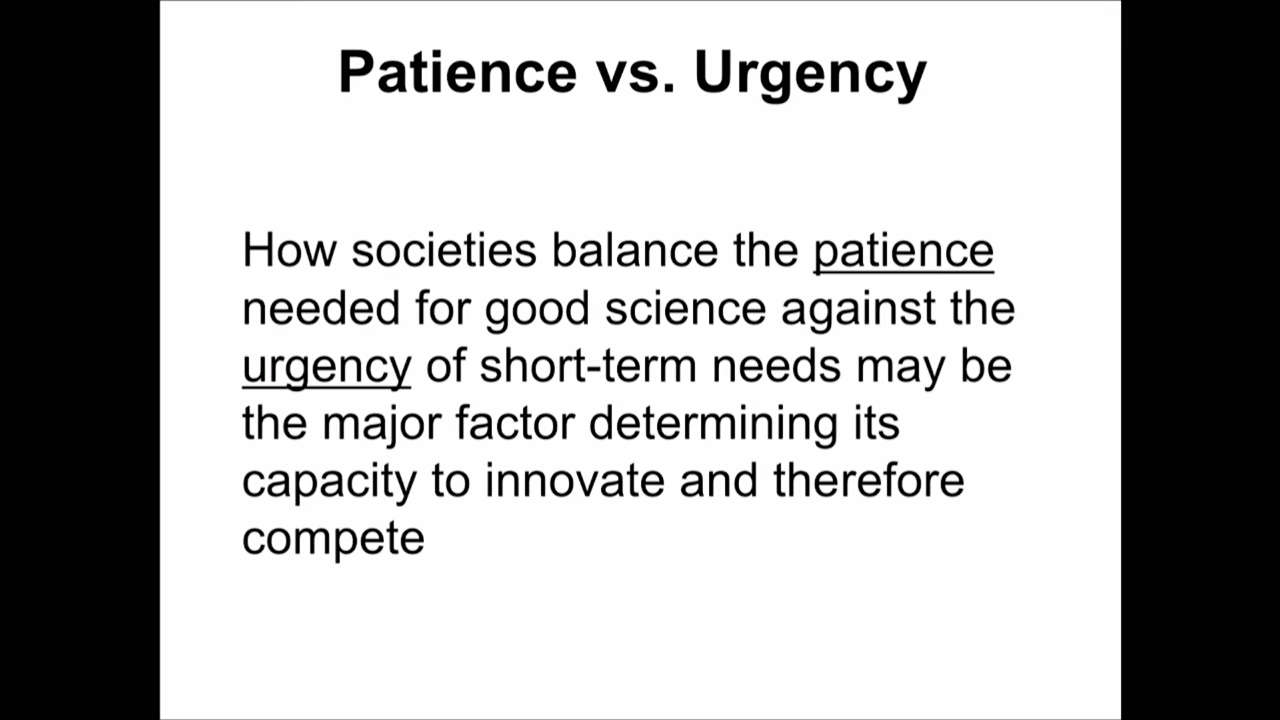 Patience vs. Urgency
How societies balance the patience
needed for good science against the
urgency of short-term needs may be
the major factor determining its
capacity to innovate and therefore
compete